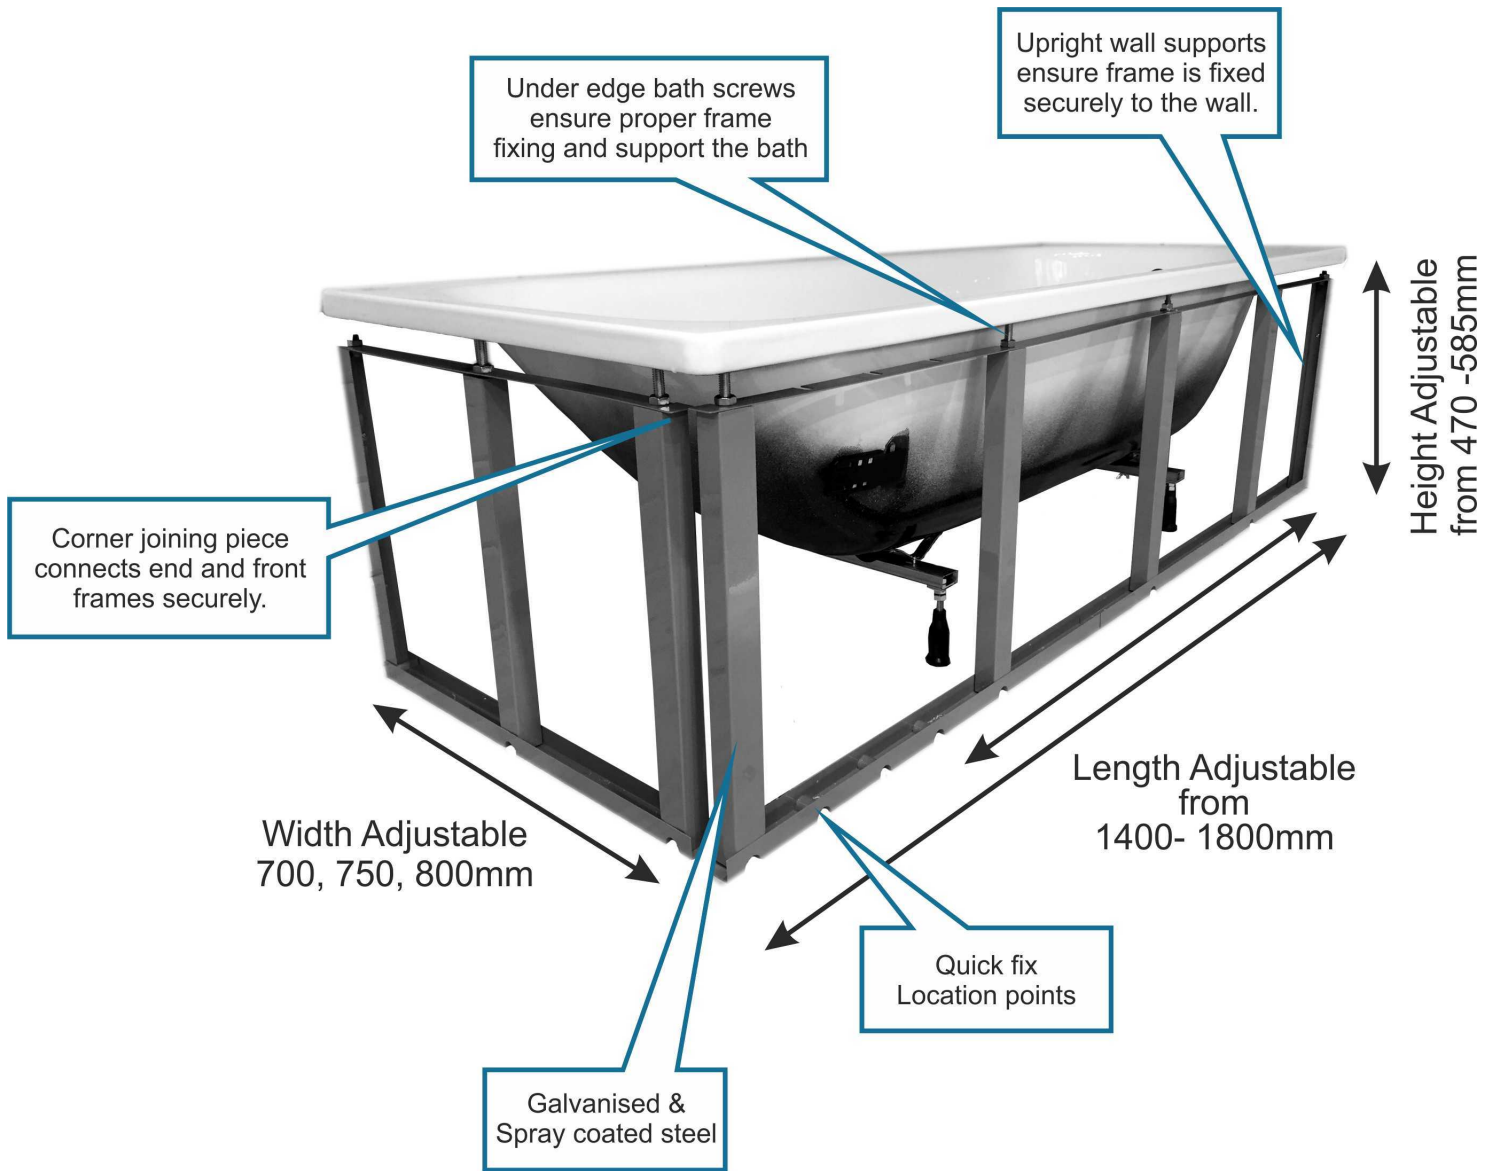 Upright wall supports
ensure frame is fixed
securely to the wall.
Under edge bath screws
ensure proper frame
fixing and support the bath
Height Adjustable
from 470 -585mm
Corner joining piece
connects end and front
frames securely.
Length Adjustable
from
1400- 1800mm
Width Adjustable
700, 750, 800mm
Quick fix
Location points
Galvanised &
Spray coated steel